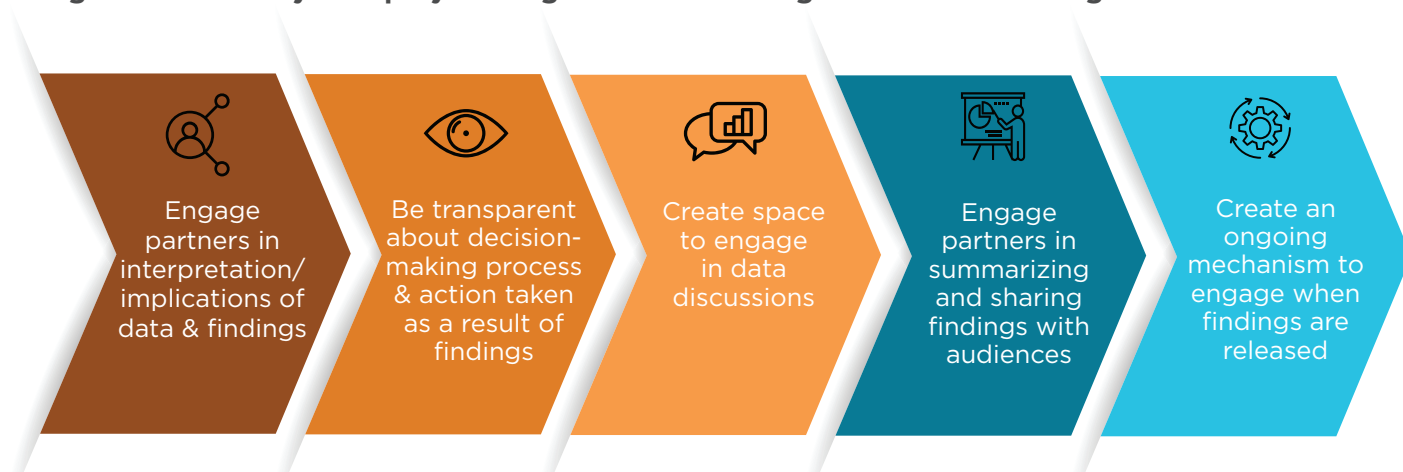 Engage
partners in
interpretation/
implications of
data & findings
Be transparent
about decision-
making process
& action taken
as a result of
findings
Create space
to engage
in data
discussions
Engage
partners in
summarizing
and sharing
findings with
audiences
Create an
ongoing
mechanism to
engage when
findings are
released